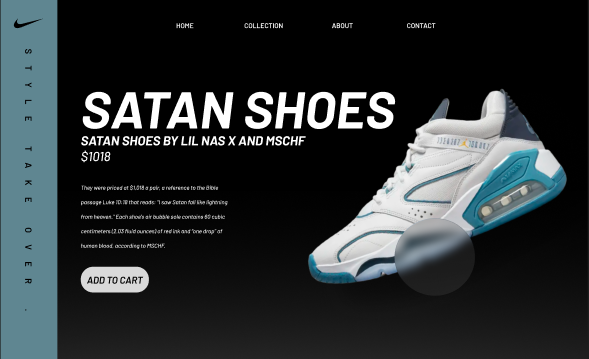 HOME COLLECTION ABOUT CONTACT
STYLE TAKE OVER.
SATAN SHOES
SATAN SHOES BY LIL NAS X AND MSCHF
$1018
They were priced at $1,018 a pair, a reference to the Bible
passage Luke 10:18 that reads: "I saw Satan fall like lightning
from heaven." Each shoe's air bubble sole contains 60 cubic
centimeters (2.03 fluid ounces) of red ink and "one drop" of
human blood, according to MSCHF.
ADD TO CART